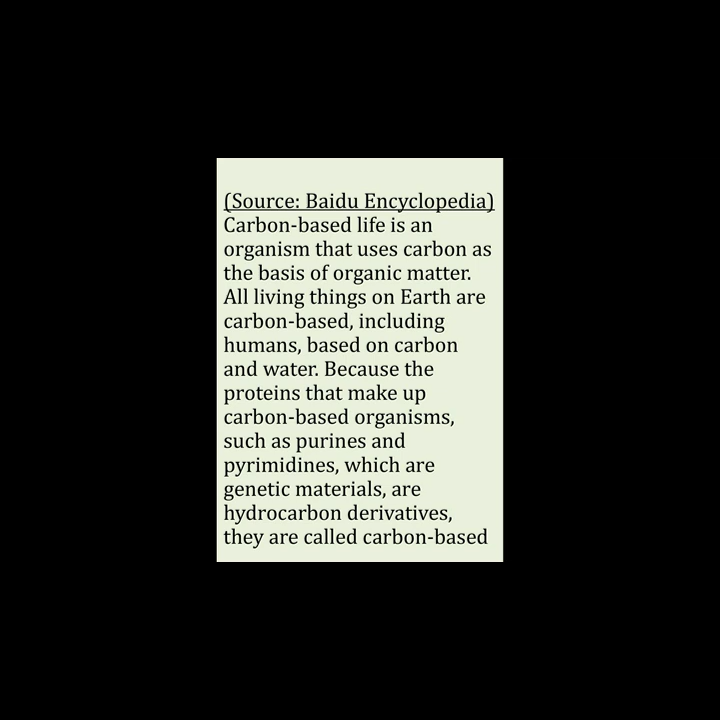 (Source: Baidu Encyclopedia)
Carbon-based life is an
organism that uses carbon as
the basis of organic matter.
All living things on Earth are
carbon-based, including
humans, based on carbon
and water. Because the
proteins that make up
carbon-based organisms,
such as purines and
pyrimidines, which are
genetic materials, are
hydrocarbon derivatives,
they are called carbon-based